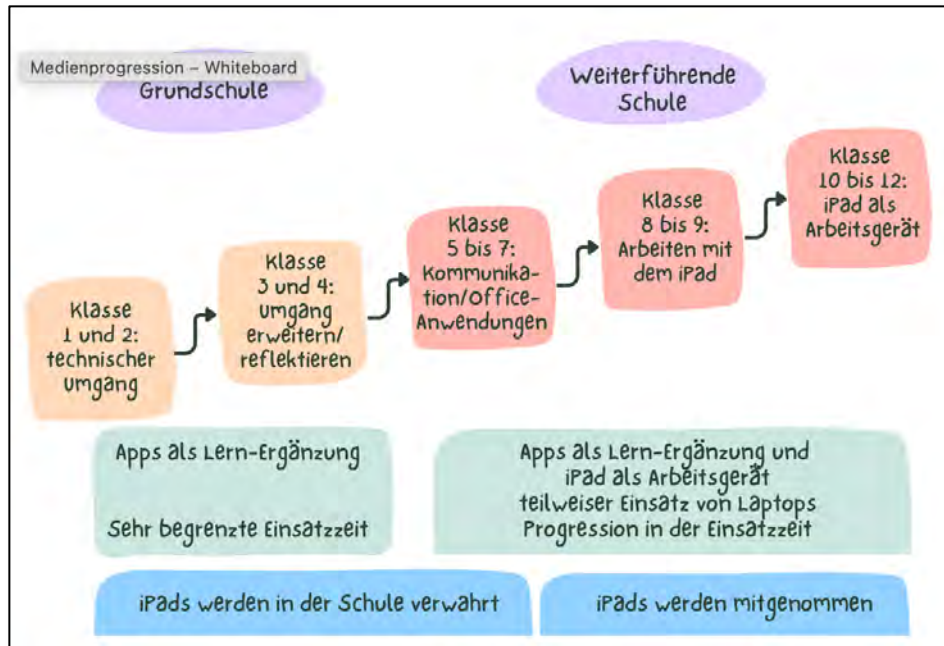 Medienprogression – Whiteboard
Grundschule
Weiterführende
Schule
Klasse
1 und 2:
technischer
Umgang
Klasse
3 und 4:
Umgang
erweitern/
reflektieren
Klasse
5 bis 7:
Kommunika-
tion/Office-
Anwendungen
Klasse
8 bis 9:
Arbeiten mit
dem iPad
Klasse
10 bis 12:
iPad als
Arbeitsgerät
Apps als Lern-Ergänzung
Sehr begrenzte Einsatzzeit
Apps als Lern-Ergänzung und
iPad als Arbeitsgerät
teilweiser Einsatz von Laptops
Progression in der Einsatzzeit
iPads werden in der Schule verwahrt
iPads werden mitgenommen